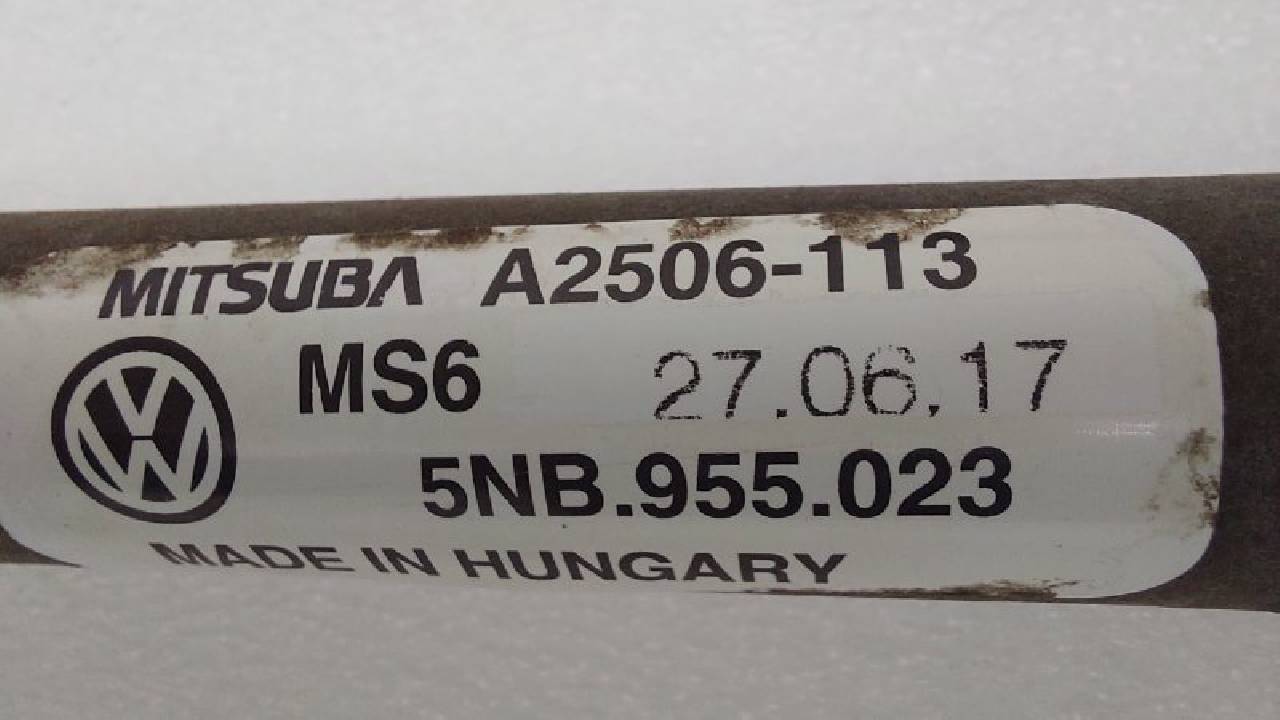 MITSUBA A2506-113
MS6 27.06.17
5NB.955.023
MADE IN HUNGARY